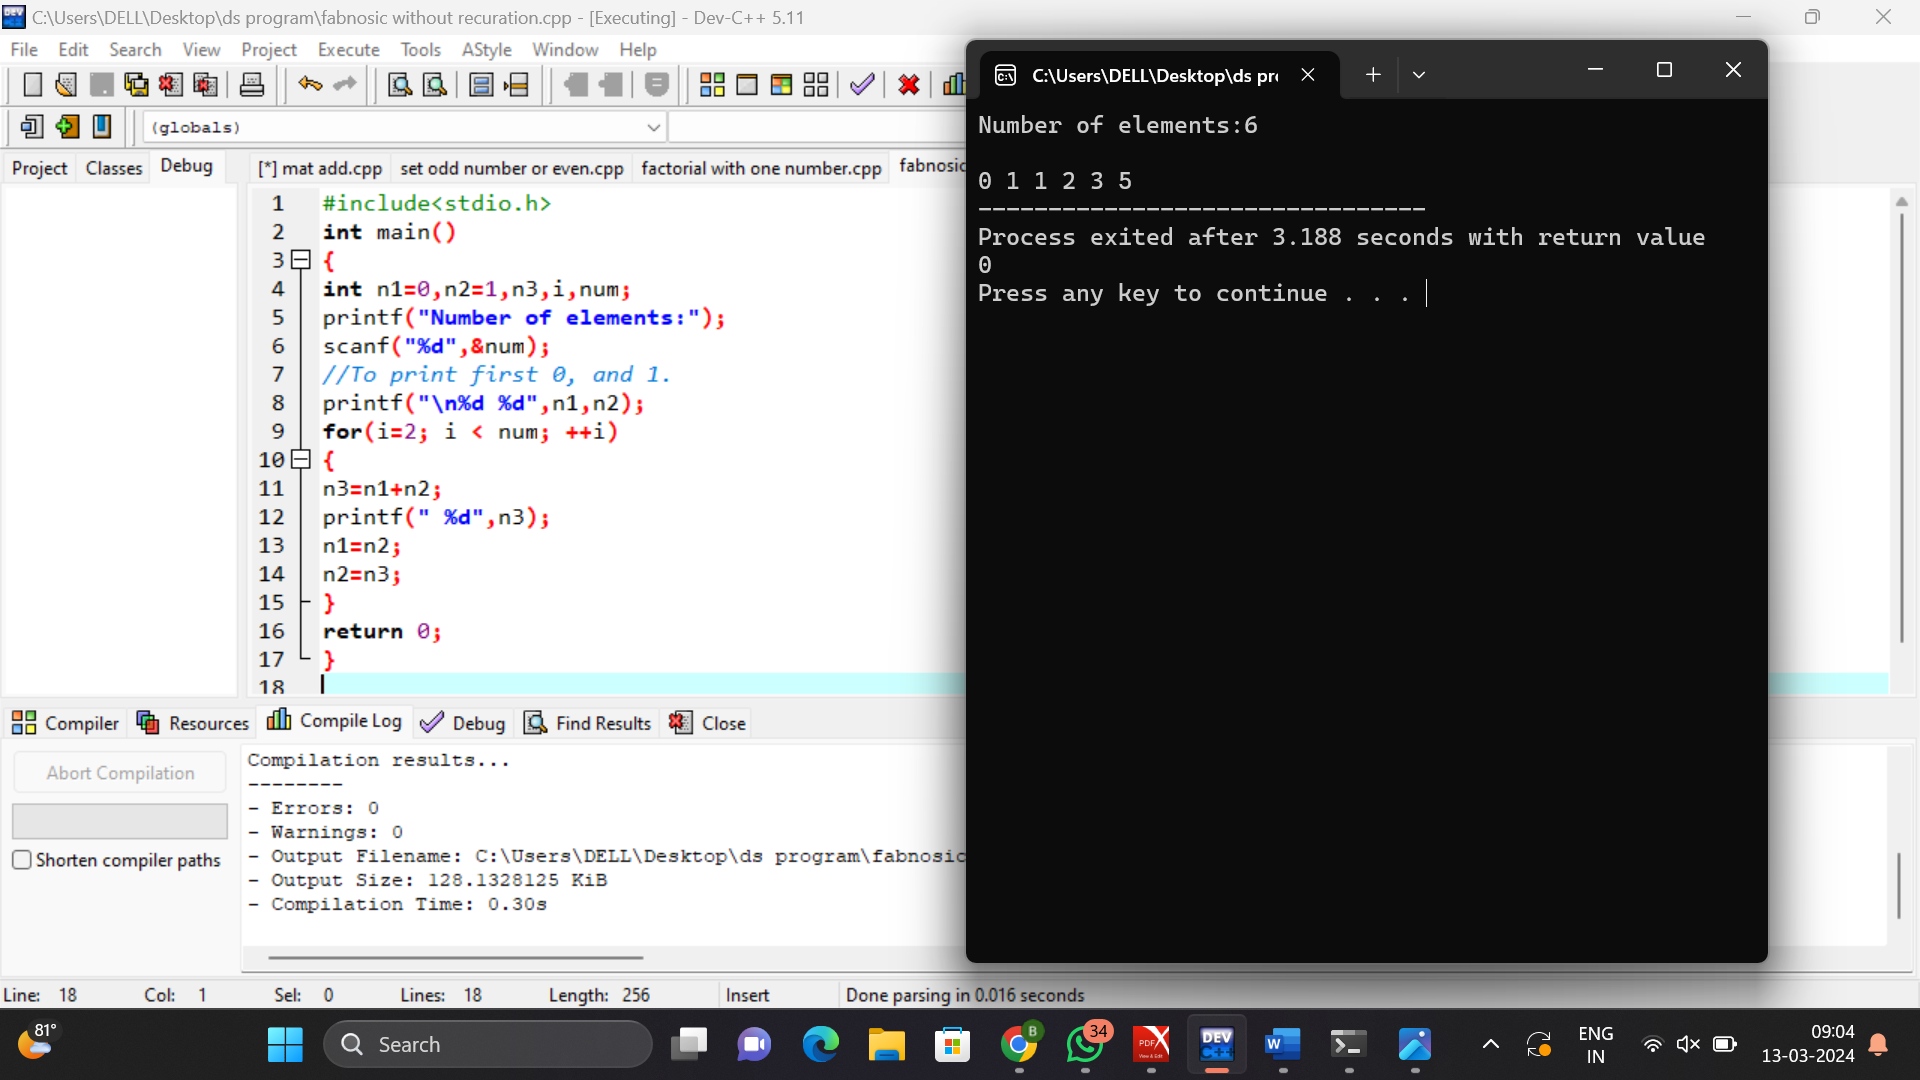 C:\Users\DELL\Desktop\ds program\fabnosic without recuration.cpp - [Executing] - Dev-C++ 5.11
File Edit Search View Project Execute Tools AStyle Window Help
(globals)
Project Classes Debug
[*] mat add.cpp set odd number or even.cpp factorial with one number.cpp fabnosic
1 #include<stdio.h>
2 int main()
3 {
4 int n1=0,n2=1,n3,i,num;
5 printf("Number of elements:");
6 scanf("%d",&num);
7 //To print first 0, and 1.
8 printf("\n%d %d",n1,n2);
9 for(i=2; i < num; ++i)
10 {
11 n3=n1+n2;
12 printf(" %d",n3);
13 n1=n2;
14 n2=n3;
15 }
16 return 0;
17 }
18
C:\Users\DELL\Desktop\ds pr
Number of elements:6
0 1 1 2 3 5
--------------------------------
Process exited after 3.188 seconds with return value
0
Press any key to continue . . .
Compiler Resources Compile Log Debug Find Results Close
Abort Compilation
Shorten compiler paths
Compilation results...
--------
- Errors: 0
- Warnings: 0
- Output Filename: C:\Users\DELL\Desktop\ds program\fabnosic
- Output Size: 128.1328125 KiB
- Compilation Time: 0.30s
Line: 18 Col: 1 Sel: 0 Lines: 18 Length: 256 Insert Done parsing in 0.016 seconds
81°
Search
B
34
PDF
DEV C++
W
ENG
IN
09:04
13-03-2024